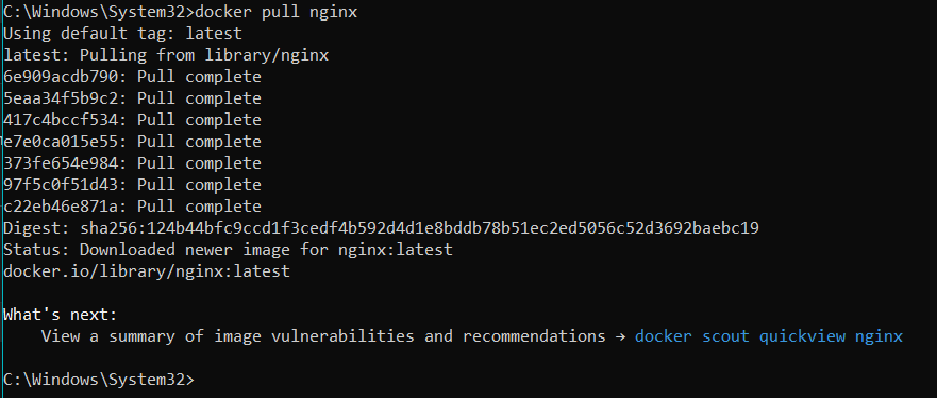 C:\Windows\System32>docker pull nginx
Using default tag: latest
latest: Pulling from library/nginx
6e909acdb790: Pull complete
5eaa34f5b9c2: Pull complete
417c4bccf534: Pull complete
e7e0ca015e55: Pull complete
373fe654e984: Pull complete
97f5c0f51d43: Pull complete
c22eb46e871a: Pull complete
Digest: sha256:124b44bfc9ccd1f3cedf4b592d4d1e8bddb78b51ec2ed5056c52d3692baebc19
Status: Downloaded newer image for nginx:latest
docker.io/library/nginx:latest
What's next:
View a summary of image vulnerabilities and recommendations → docker scout quickview nginx
C:\Windows\System32>